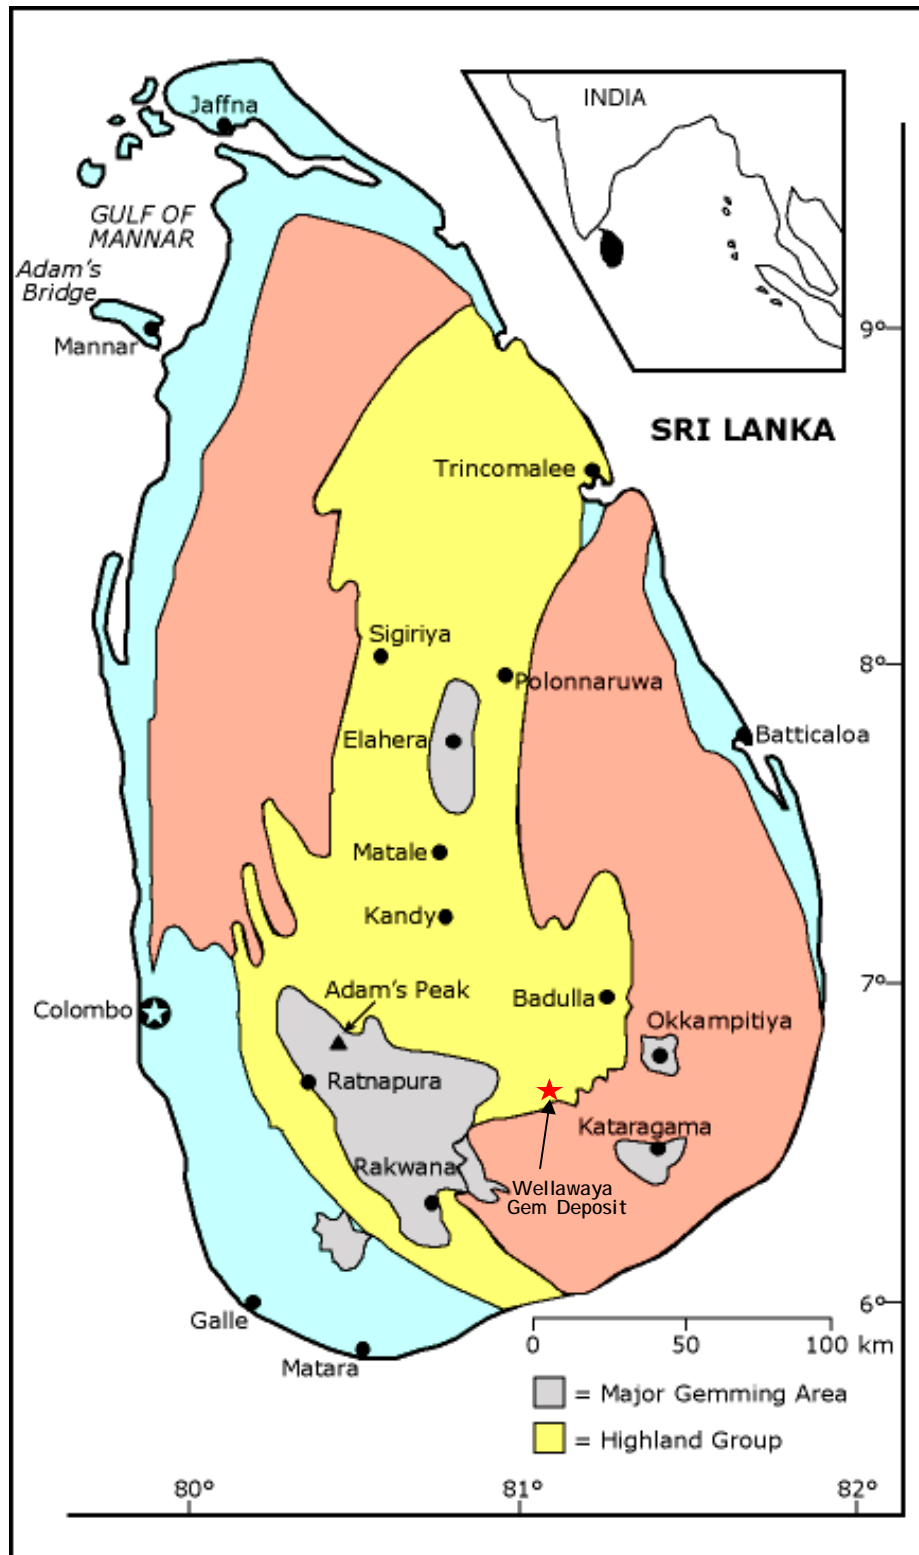 Jaffna
INDIA
GULF OF
MANNAR
Adam's
Bridge
Mannar
9°
SRI LANKA
Trincomalee
Sigiriya
8°
Polonnaruwa
Elahera
Batticaloa
Matale
Kandy
7°
Adam's Peak
Badulla
Colombo
Okkampitiya
Ratnapura
Kataragama
Rakwana
Wellawaya
Gem Deposit
6°
Galle
0 50 100 km
Matara
= Major Gemming Area
= Highland Group
80° 81° 82°